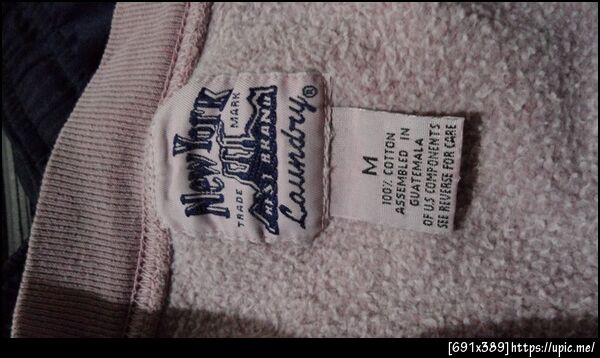 New York
TRADE MARK
Laundry®
M
100% COTTON
ASSEMBLED IN
GUATEMALA
OF U.S COMPONENTS
SEE REVERSE FOR CARE
[691x389]https://upic.me/